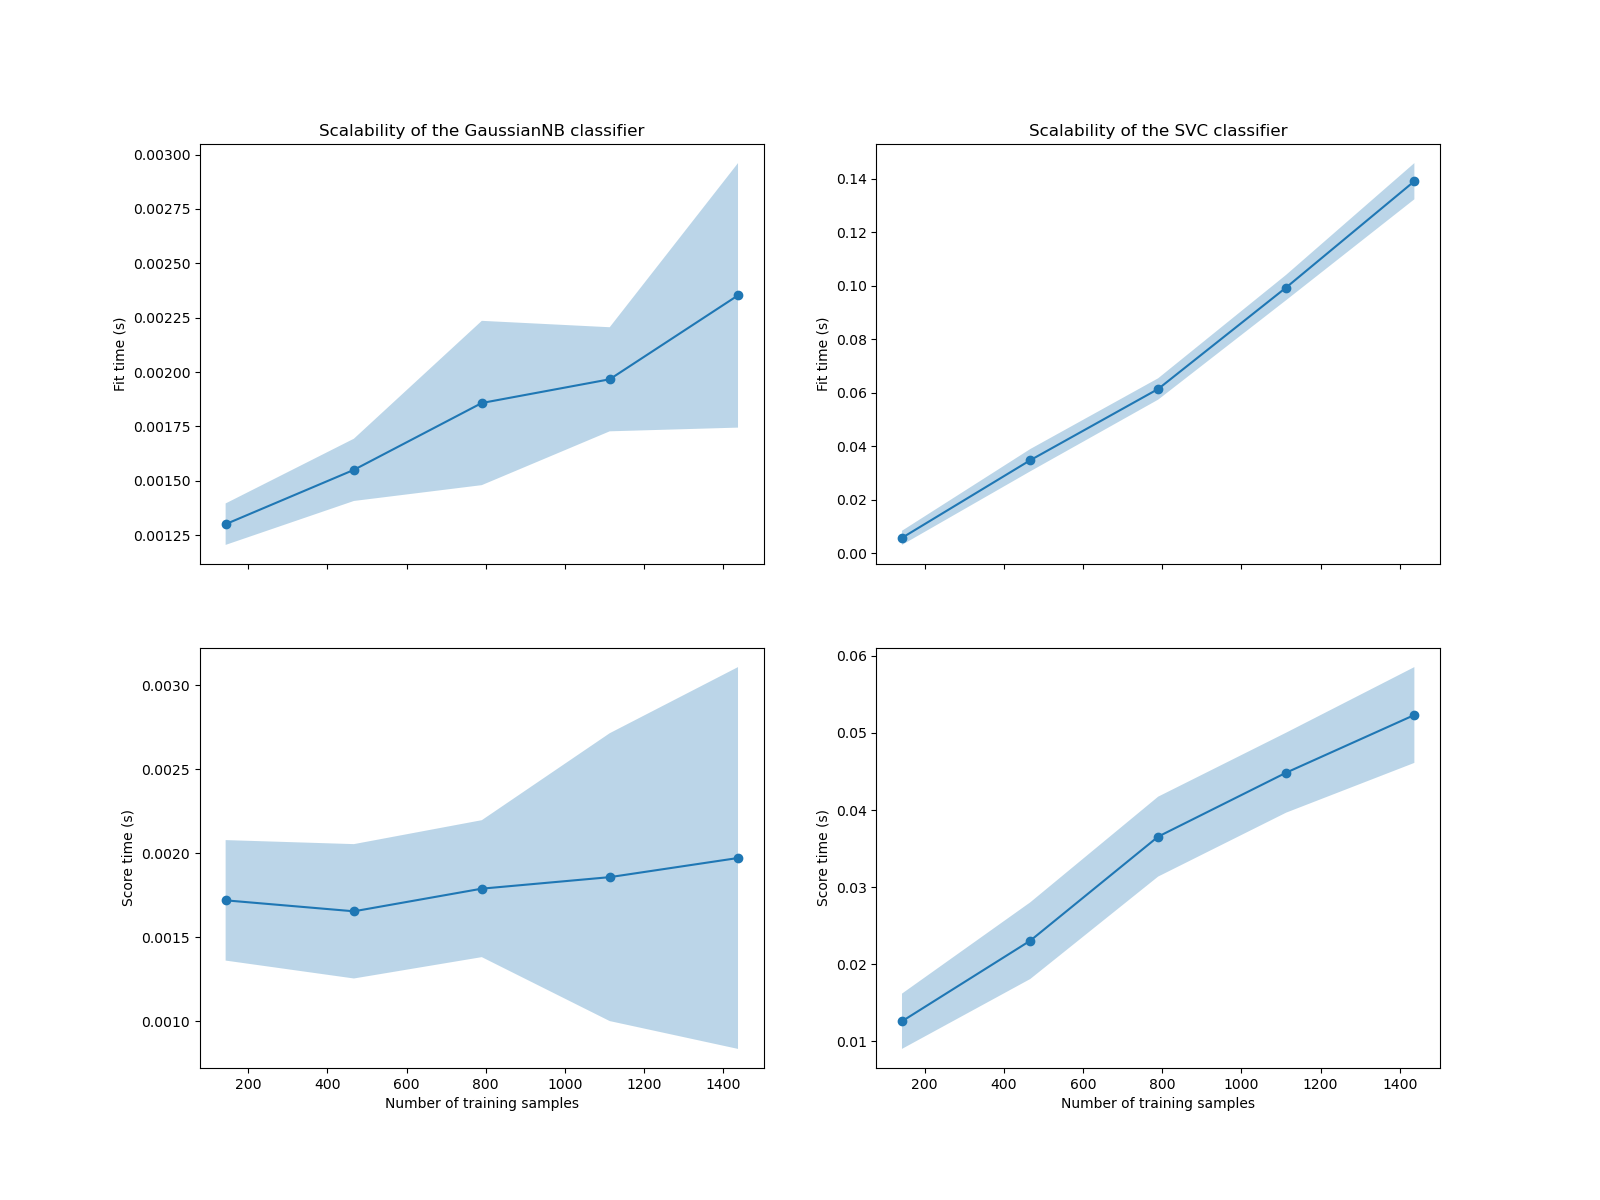 Scalability of the GaussianNB classifier
0.00300
0.00275
0.00250
0.00225
0.00200
0.00175
0.00150
0.00125
Fit time (s)
Scalability of the SVC classifier
0.14
0.12
0.10
0.08
0.06
0.04
0.02
0.00
Fit time (s)
0.0030
0.0025
0.0020
0.0015
0.0010
Score time (s)
200 400 600 800 1000 1200 1400
Number of training samples
0.06
0.05
0.04
0.03
0.02
0.01
Score time (s)
200 400 600 800 1000 1200 1400
Number of training samples